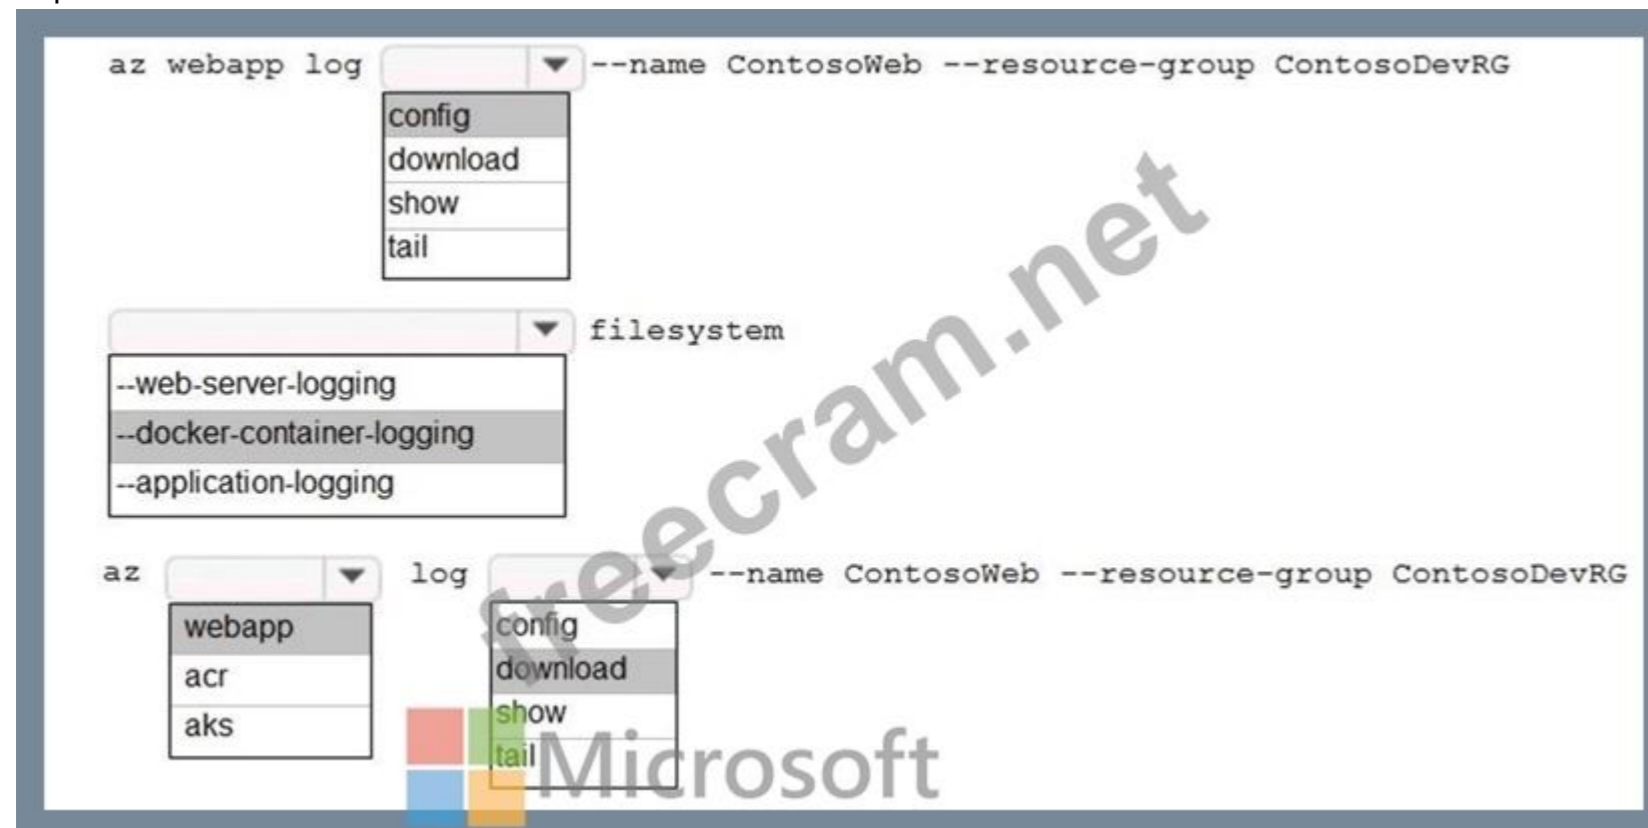 az webapp log --name ContosoWeb --resource-group ContosoDevRG
config
download
show
tail
filesystem
--web-server-logging
--docker-container-logging
--application-logging
az log --name ContosoWeb --resource-group ContosoDevRG
webapp
acr
aks
config
download
show
tail
freecram.net
Microsoft